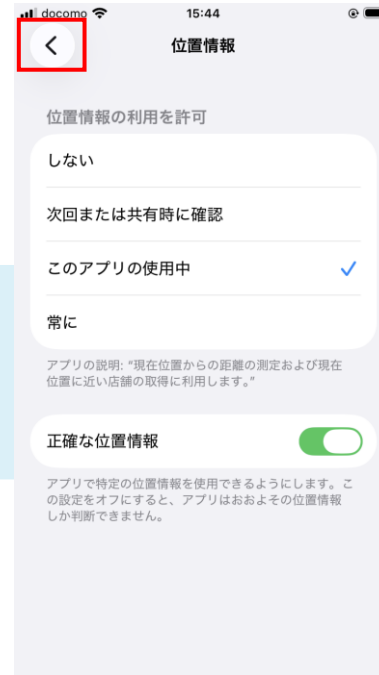 docomo 15:44
位置情報
位置情報の利用を許可
しない
次回または共有時に確認
このアプリの使用中
常に
アプリの説明: “現在位置からの距離の測定および現在
位置に近い店舗の取得に利用します。”
正確な位置情報
アプリで特定の位置情報を使用できるようにします。こ
の設定をオフにすると、アプリはおおよその位置情報
しか判断できません。